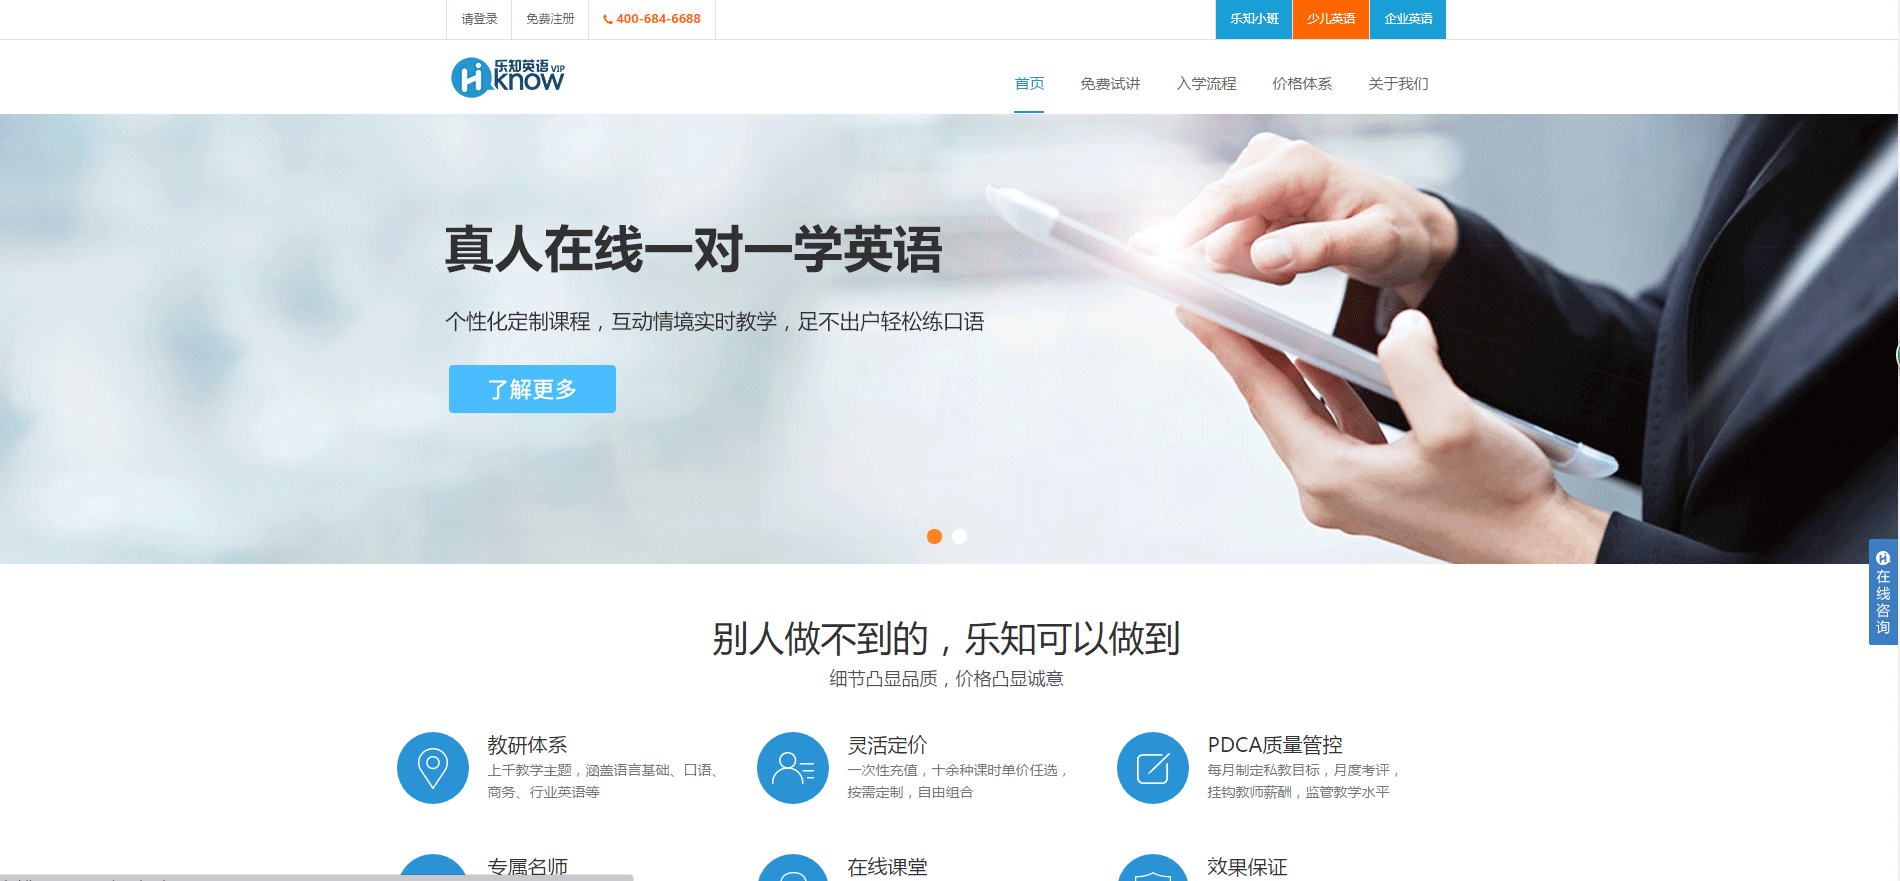 请登录 免费注册 400-684-6688 乐知小班 少儿英语 企业英语
Hi 乐知英语 VIP
know
首页 免费试讲 入学流程 价格体系 关于我们
真人在线一对一学英语
个性化定制课程，互动情境实时教学，足不出户轻松练口语
了解更多
在线咨询
别人做不到的，乐知可以做到
细节凸显品质，价格凸显诚意
教研体系
上千教学主题，涵盖语言基础、口语、
商务、行业英语等
灵活定价
一次性充值，十余种课时单价任选，
按需定制，自由组合
PDCA质量管控
每月制定私教目标，月度考评，
挂钩教师薪酬，监管教学水平
专属名师
在线课堂
效果保证